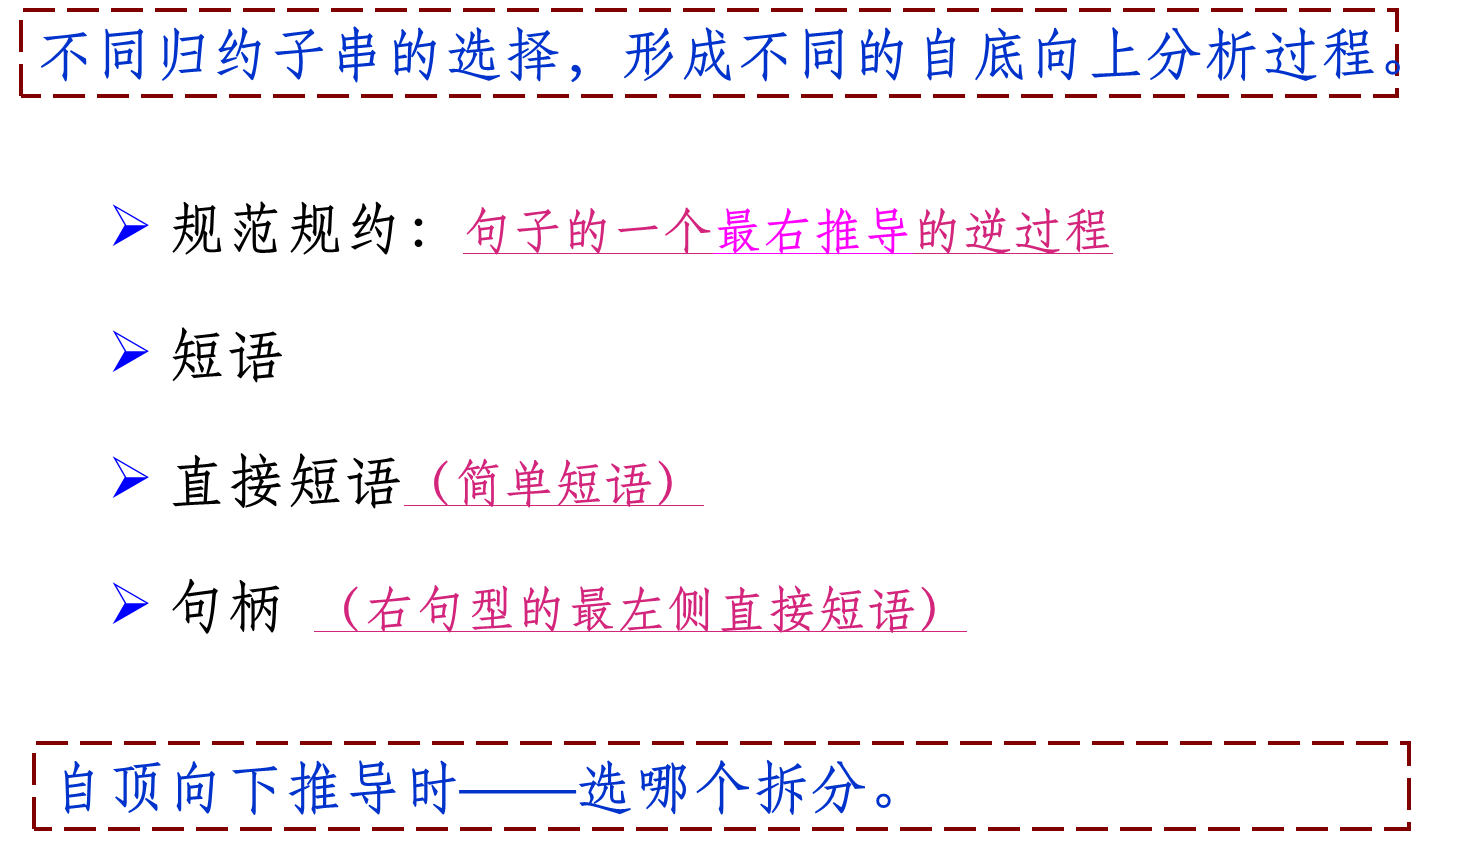 不同归约子串的选择，形成不同的自底向上分析过程。
规范规约：句子的一个最右推导的逆过程
短语
直接短语（简单短语）
句柄 （右句型的最左侧直接短语）
自顶向下推导时——选哪个拆分。